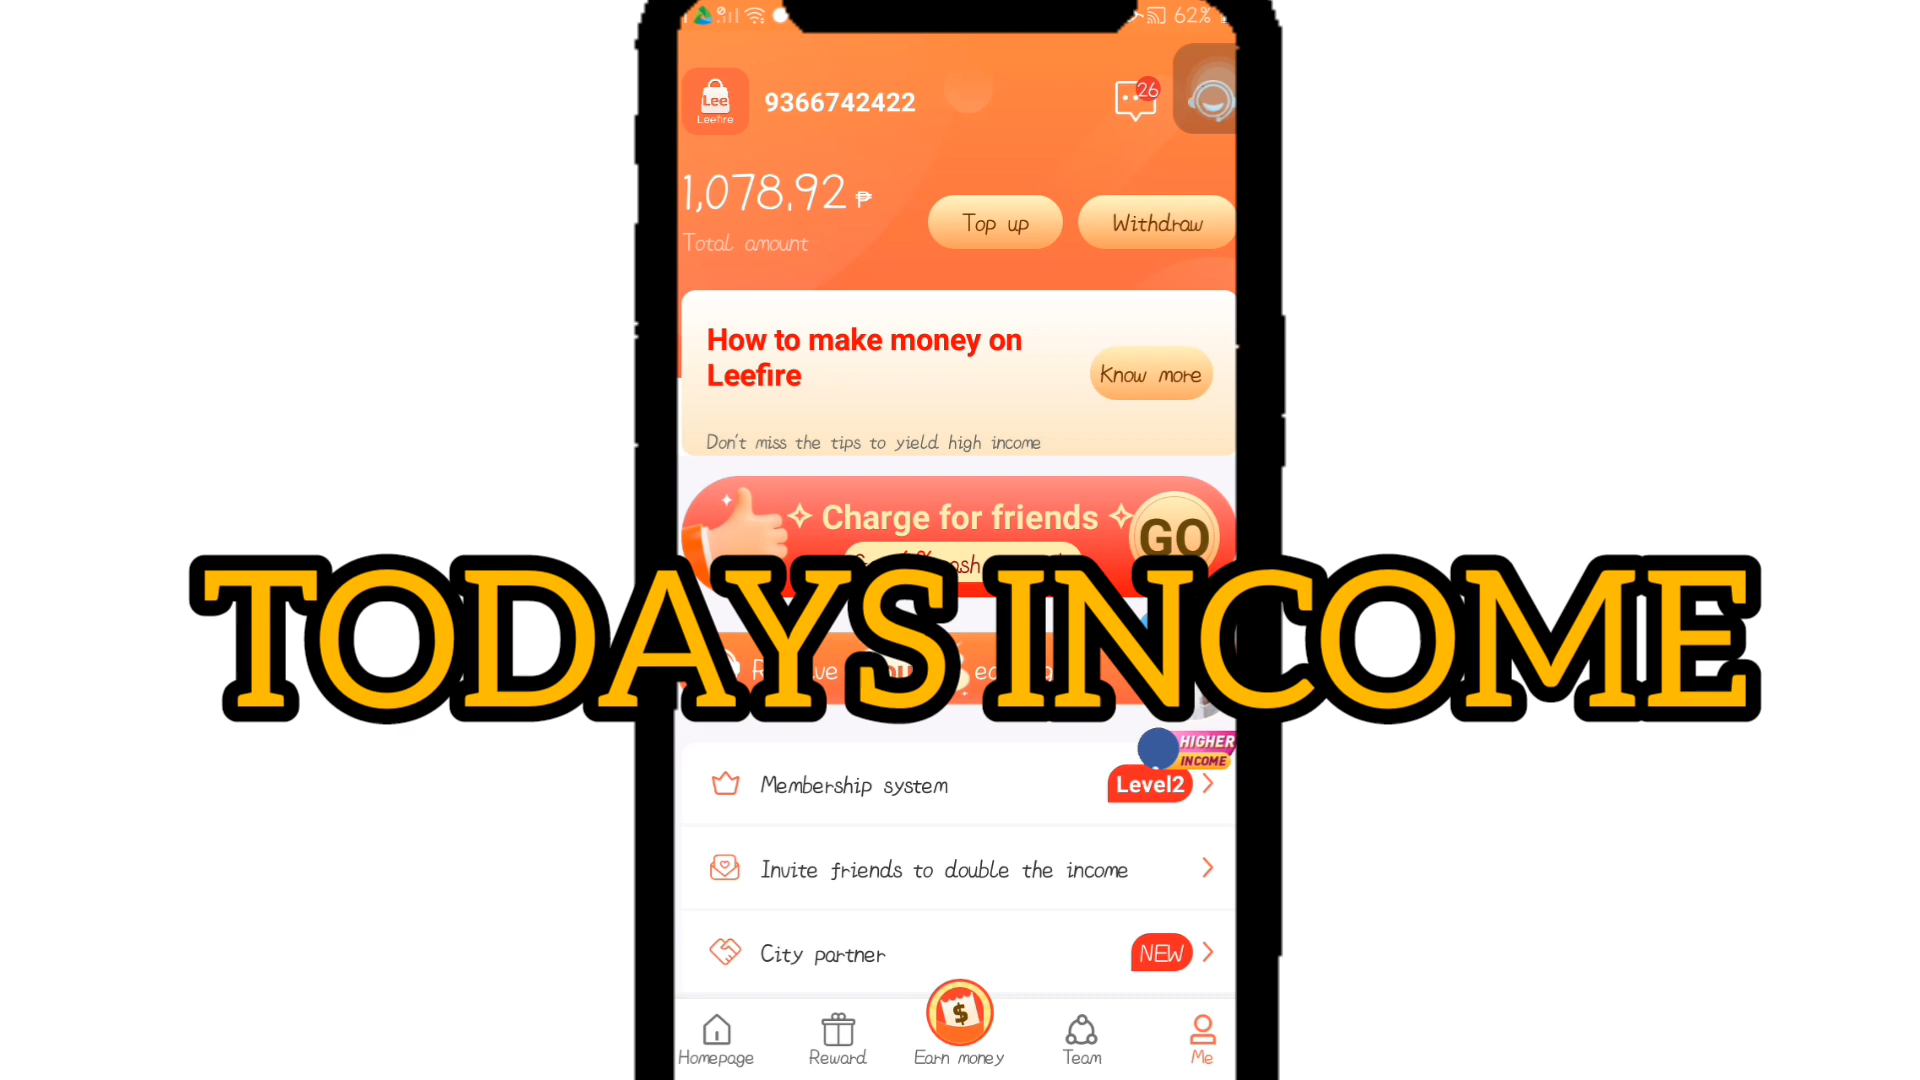 62%
Lee
Leefire
9366742422
26
1,078.92 ₱
Total amount
Top up
Withdraw
How to make money on
Leefire
Know more
Don't miss the tips to yield high income
Charge for friends
GO
TODAYS INCOME
HIGHER
INCOME
Membership system
Level2
Invite friends to double the income
City partner
NEW
Homepage
Reward
Earn money
Team
Me